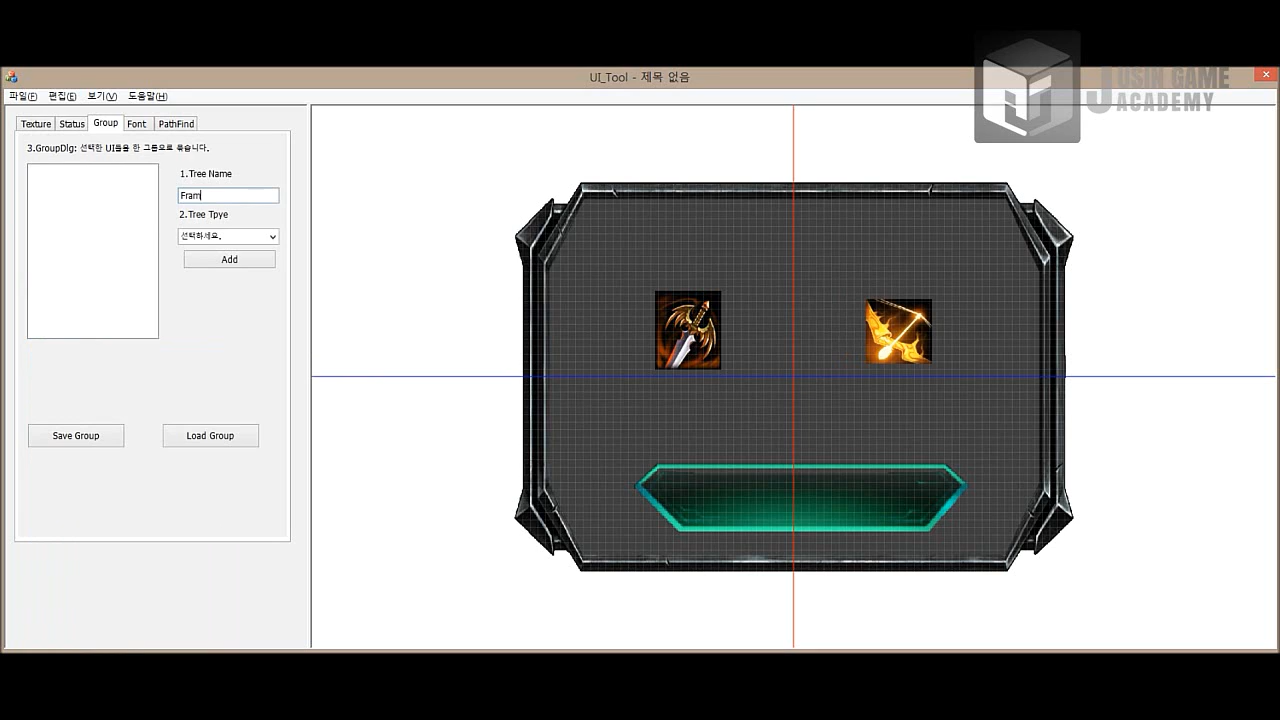 UI_Tool - 제목 없음
JUSIN GAME
ACADEMY
파일(F) 편집(E) 보기(V) 도움말(H)
Texture Status Group Font PathFind
3.GroupDlg: 선택한 UI들을 한 그룹으로 묶습니다.
1.Tree Name
Fram
2.Tree Tpye
선택하세요.
Add
Save Group Load Group